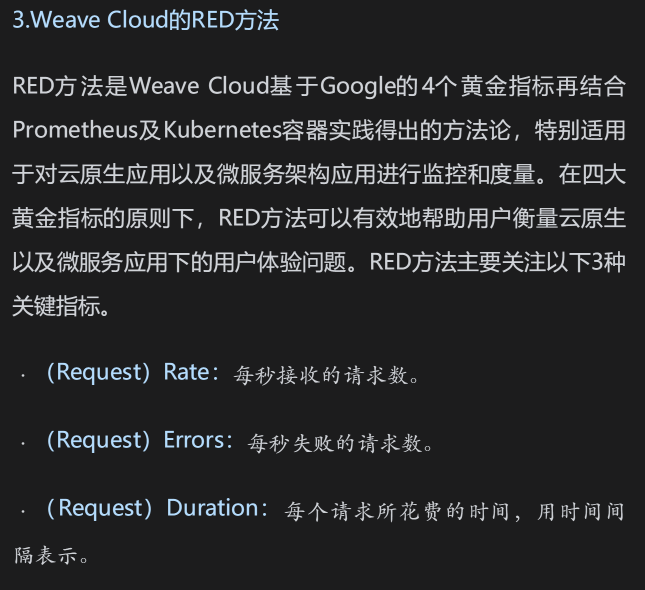 3.Weave Cloud的RED方法
RED方法是Weave Cloud基于Google的4个黄金指标再结合
Prometheus及Kubernetes容器实践得出的方法论，特别适用
于对云原生应用以及微服务架构应用进行监控和度量。在四大
黄金指标的原则下，RED方法可以有效地帮助用户衡量云原生
以及微服务应用下的用户体验问题。RED方法主要关注以下3种
关键指标。
·（Request）Rate：每秒接收的请求数。
·（Request）Errors：每秒失败的请求数。
·（Request）Duration：每个请求所花费的时间，用时间间
隔表示。